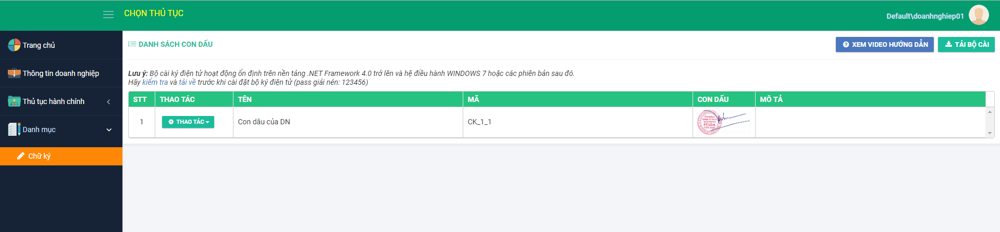 CHỌN THỦ TỤC
Default\doanhnghiep01
Trang chủ
Thông tin doanh nghiệp
Thủ tục hành chính
Danh mục
Chữ ký
DANH SÁCH CON DẤU
XEM VIDEO HƯỚNG DẪN
TẢI BỘ CÀI
Lưu ý: Bộ cài ký điện tử hoạt động ổn định trên nền tảng .NET Framework 4.0 trở lên và hệ điều hành WINDOWS 7 hoặc các phiên bản sau đó.
Hãy kiểm tra và tải về trước khi cài đặt bộ ký điện tử (pass giải nén: 123456)
STT THAO TÁC TÊN MÃ CON DẤU MÔ TẢ
1 THAO TÁC Con dâu của DN CK_1_1
STADA
VIỆT NAM